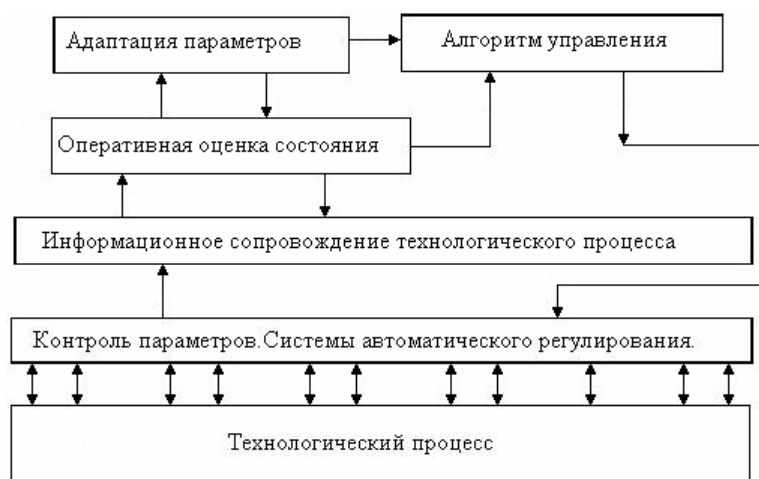 Адаптация параметров
Алгоритм управления
Оперативная оценка состояния
Информационное сопровождение технологического процесса
Контроль параметров.Системы автоматического регулирования.
Технологический процесс